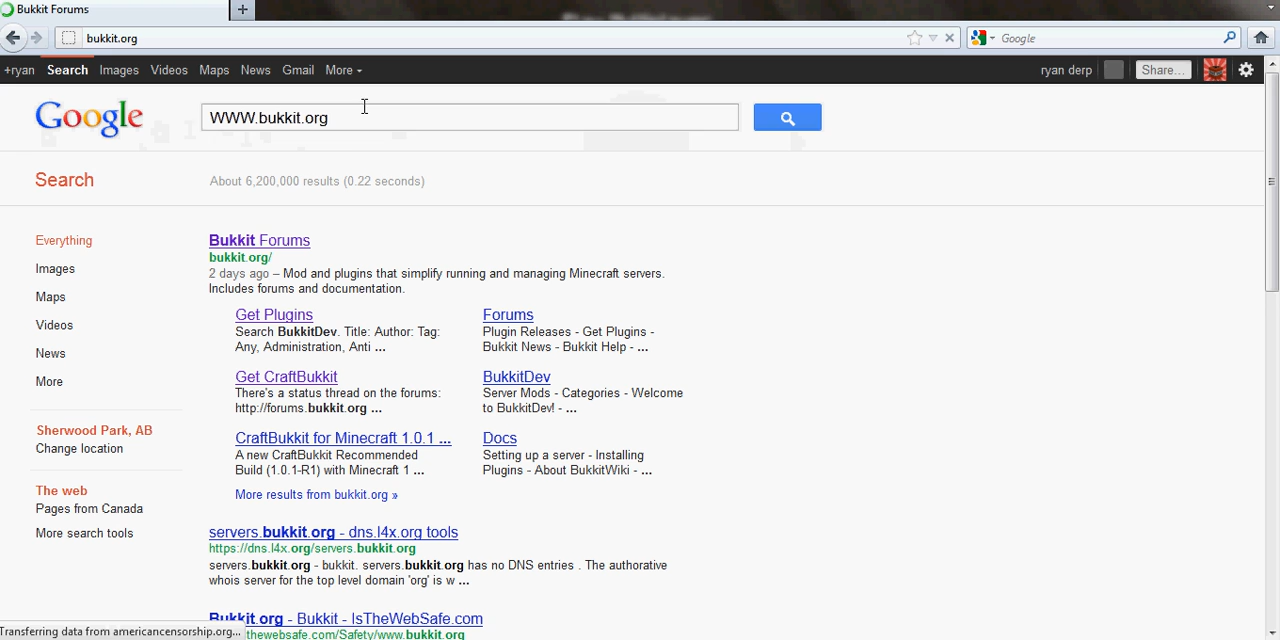 Bukkit Forums
bukkit.org
Google
+ryan Search Images Videos Maps News Gmail More
ryan derp
Share...
Google
WWW.bukkit.org
Search
About 6,200,000 results (0.22 seconds)
Everything
Images
Maps
Videos
News
More
Sherwood Park, AB
Change location
The web
Pages from Canada
More search tools
Bukkit Forums
bukkit.org/
2 days ago – Mod and plugins that simplify running and managing Minecraft servers.
Includes forums and documentation.
Get Plugins
Search BukkitDev. Title: Author: Tag:
Any, Administration, Anti ...
Forums
Plugin Releases - Get Plugins -
Bukkit News - Bukkit Help - ...
Get CraftBukkit
There's a status thread on the forums:
http://forums.bukkit.org ...
BukkitDev
Server Mods - Categories - Welcome
to BukkitDev! - ...
CraftBukkit for Minecraft 1.0.1 ...
A new CraftBukkit Recommended
Build (1.0.1-R1) with Minecraft 1 ...
Docs
Setting up a server - Installing
Plugins - About BukkitWiki - ...
More results from bukkit.org »
servers.bukkit.org - dns.l4x.org tools
https://dns.l4x.org/servers.bukkit.org
servers.bukkit.org - bukkit. servers.bukkit.org has no DNS entries . The authorative
whois server for the top level domain 'org' is w ...
Bukkit.org - Bukkit - IsTheWebSafe.com
thewebsafe.com/Safety/www.bukkit.org
Transferring data from americancensorship.org...